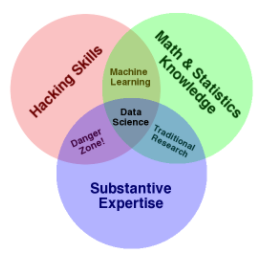 Hacking Skills
Math & Statistics
Knowledge
Machine
Learning
Data
Science
Danger
Zone!
Traditional
Research
Substantive
Expertise